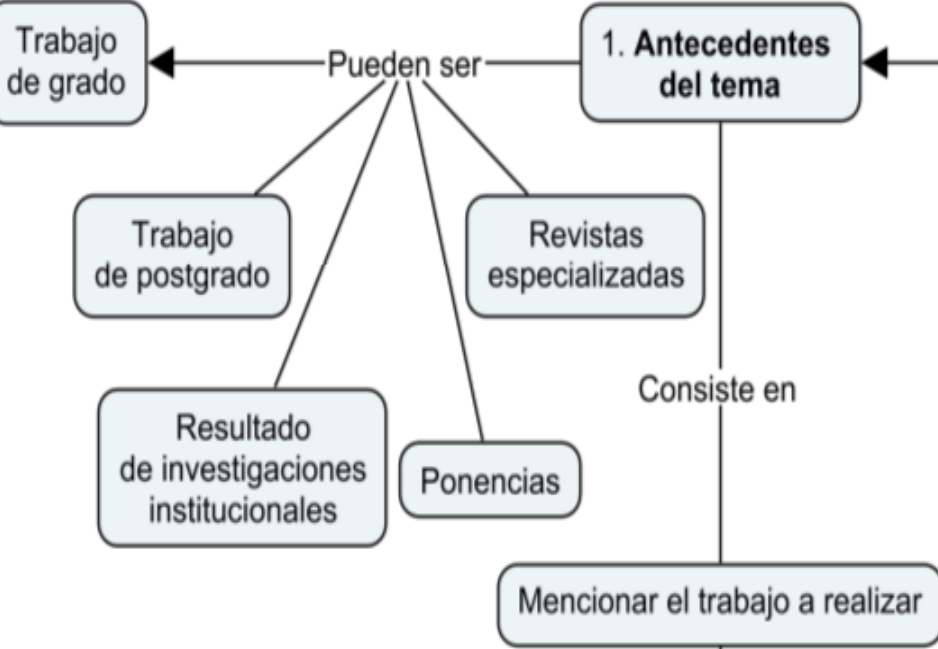 Trabajo
de grado
Pueden ser
1. Antecedentes
del tema
Trabajo
de postgrado
Revistas
especializadas
Consiste en
Resultado
de investigaciones
institucionales
Ponencias
Mencionar el trabajo a realizar